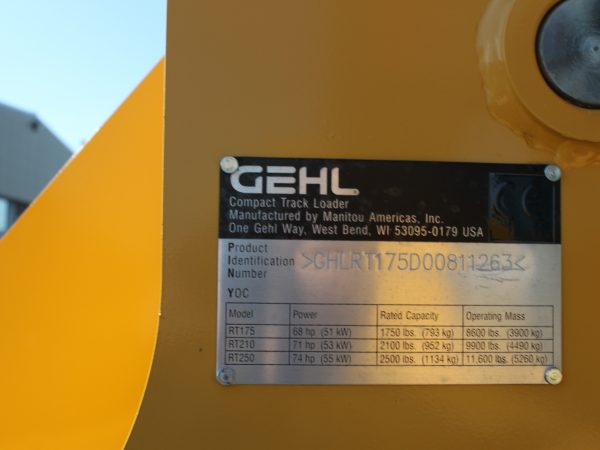 GEHL
Compact Track Loader
Manufactured by Manitou Americas, Inc.
One Gehl Way, West Bend, WI 53095-0179 USA
Product
Identification >GHLRT175D00811263<
Number
YOC
Model Power Rated Capacity Operating Mass
RT175 68 hp (51 kW) 1750 lbs. (793 kg) 8600 lbs. (3900 kg)
RT210 71 hp (53 kW) 2100 lbs. (952 kg) 9900 lbs. (4490 kg)
RT250 74 hp (55 kW) 2500 lbs. (1134 kg) 11,600 lbs. (5260 kg)